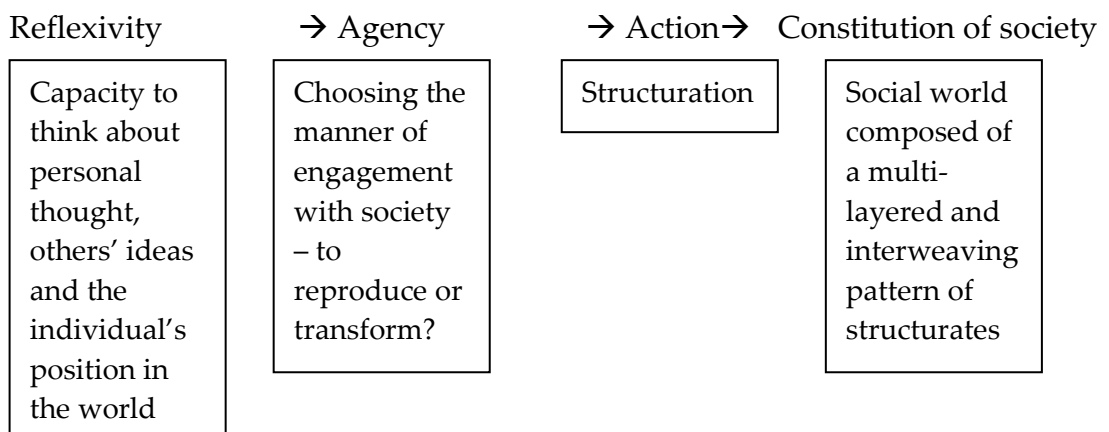 Reflexivity → Agency → Action→ Constitution of society
Capacity to
think about
personal
thought,
others’ ideas
and the
individual’s
position in
the world
Choosing the
manner of
engagement
with society
– to
reproduce or
transform?
Structuration
Social world
composed of
a multi-
layered and
interweaving
pattern of
structurates